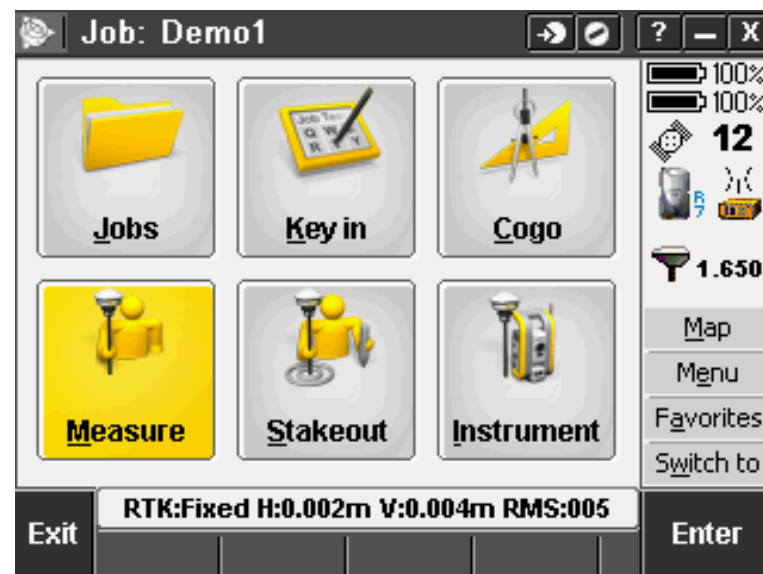 Job: Demo1
? – X
100%
100%
12
R
7
1.650
Jobs
Key in
Cogo
Measure
Stakeout
Instrument
Map
Menu
Favorites
Switch to
RTK:Fixed H:0.002m V:0.004m RMS:005
Exit
Enter